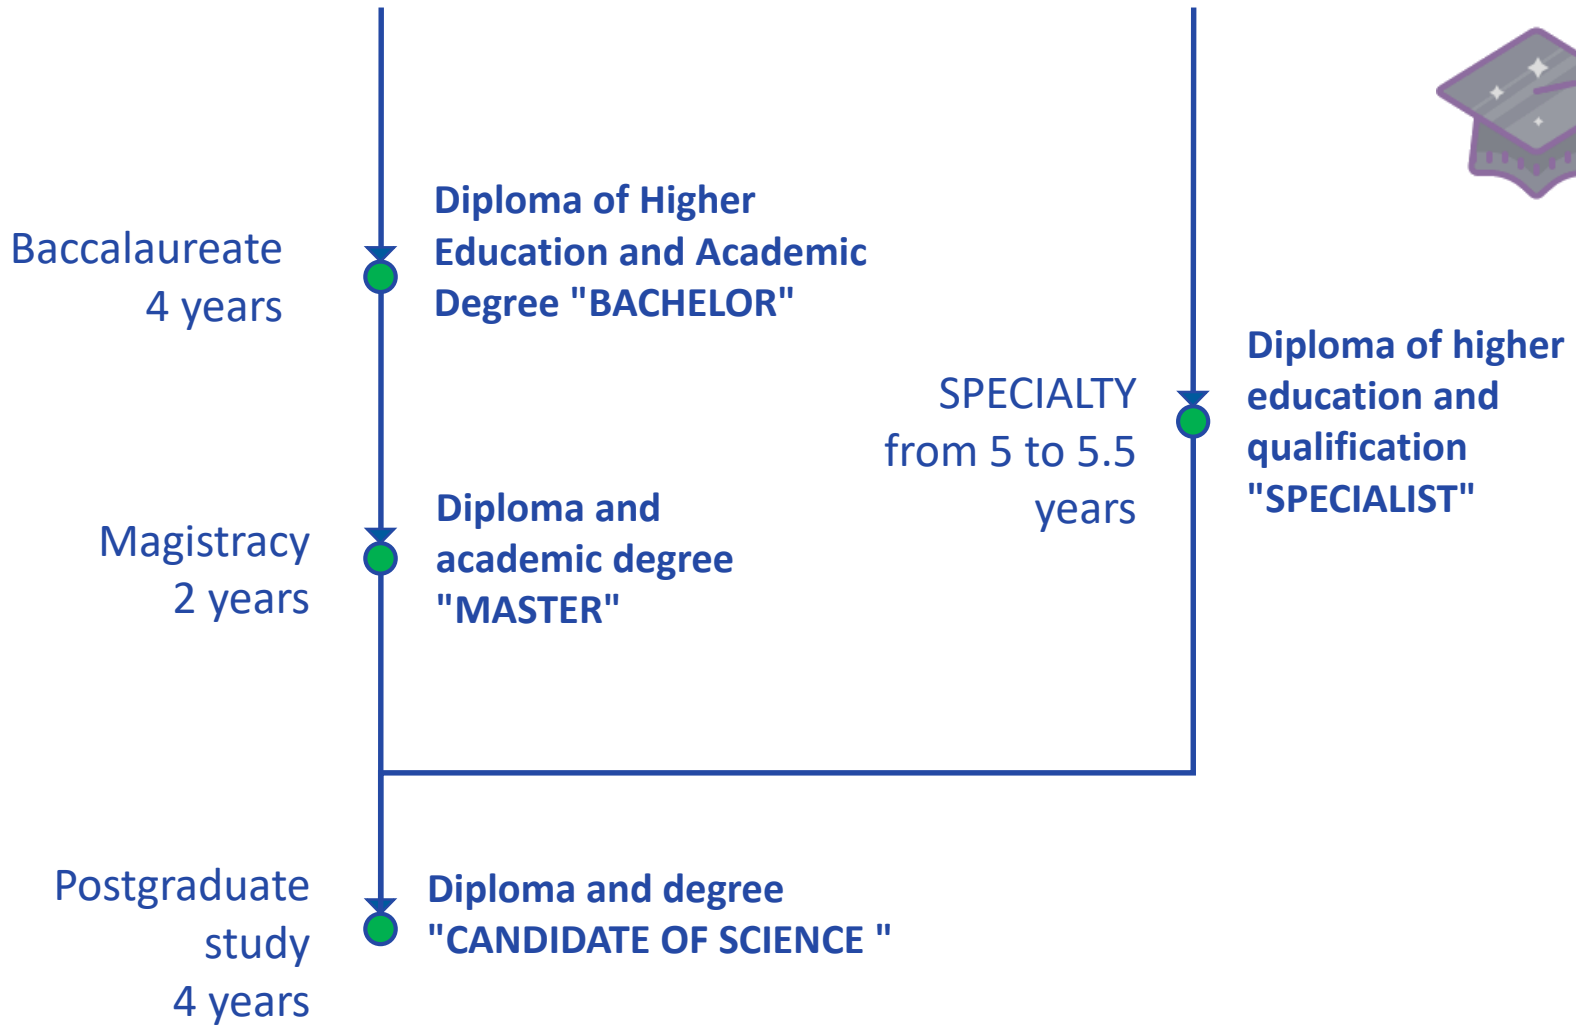 Baccalaureate
4 years
Diploma of Higher
Education and Academic
Degree "BACHELOR"
SPECIALTY
from 5 to 5.5
years
Diploma of higher
education and
qualification
"SPECIALIST"
Magistracy
2 years
Diploma and
academic degree
"MASTER"
Postgraduate
study
4 years
Diploma and degree
"CANDIDATE OF SCIENCE "